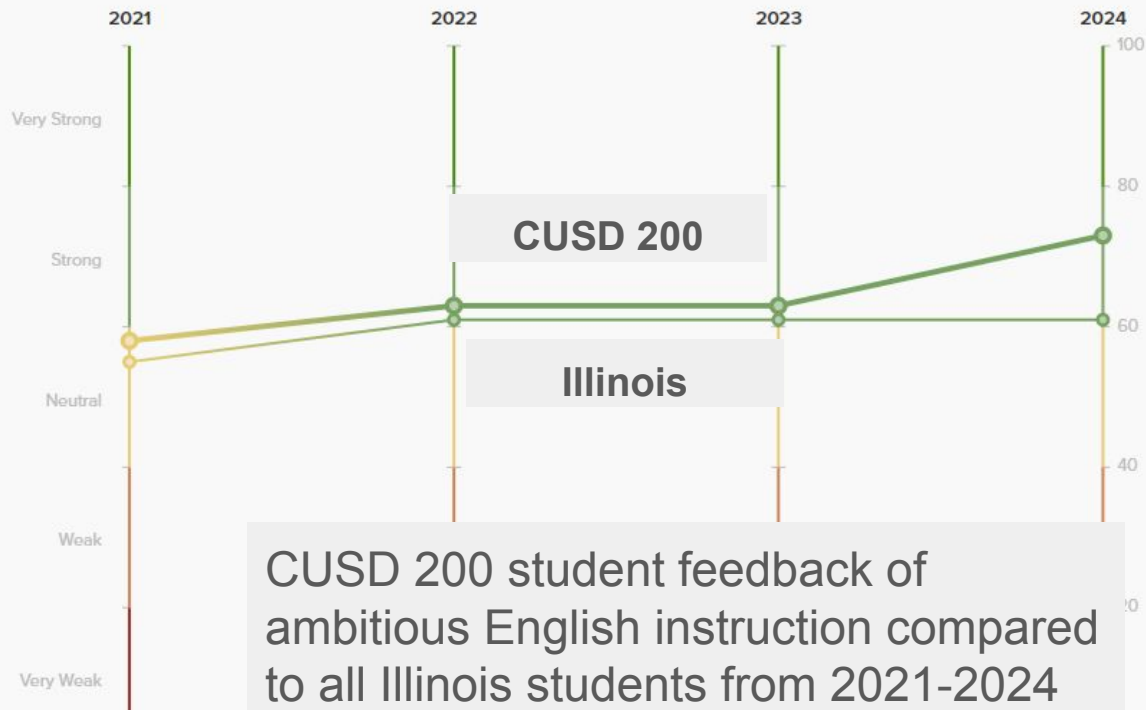 2021 2022 2023 2024
100
Very Strong
80
CUSD 200
Strong
60
Illinois
Neutral
40
Weak
CUSD 200 student feedback of
ambitious English instruction compared
to all Illinois students from 2021-2024
Very Weak